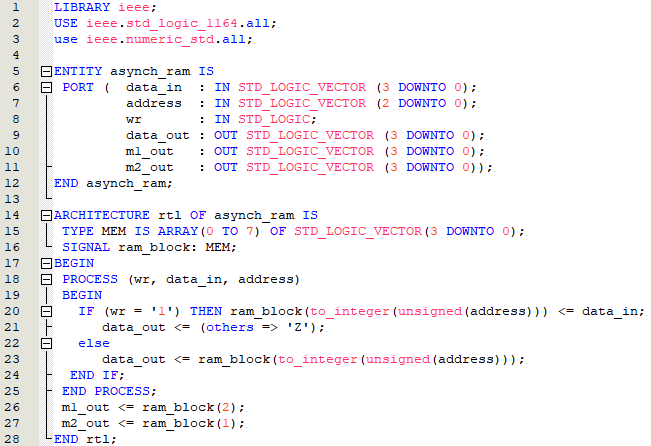 1 LIBRARY ieee;
2 USE ieee.std_logic_1164.all;
3 use ieee.numeric_std.all;
4
5 ENTITY asynch_ram IS
6 PORT ( data_in : IN STD_LOGIC_VECTOR (3 DOWNTO 0);
7 address : IN STD_LOGIC_VECTOR (2 DOWNTO 0);
8 wr : IN STD_LOGIC;
9 data_out : OUT STD_LOGIC_VECTOR (3 DOWNTO 0);
10 m1_out : OUT STD_LOGIC_VECTOR (3 DOWNTO 0);
11 m2_out : OUT STD_LOGIC_VECTOR (3 DOWNTO 0));
12 END asynch_ram;
13
14 ARCHITECTURE rtl OF asynch_ram IS
15 TYPE MEM IS ARRAY(0 TO 7) OF STD_LOGIC_VECTOR(3 DOWNTO 0);
16 SIGNAL ram_block: MEM;
17 BEGIN
18 PROCESS (wr, data_in, address)
19 BEGIN
20 IF (wr = '1') THEN ram_block(to_integer(unsigned(address))) <= data_in;
21 data_out <= (others => 'Z');
22 else
23 data_out <= ram_block(to_integer(unsigned(address)));
24 END IF;
25 END PROCESS;
26 m1_out <= ram_block(2);
27 m2_out <= ram_block(1);
28 END rtl;